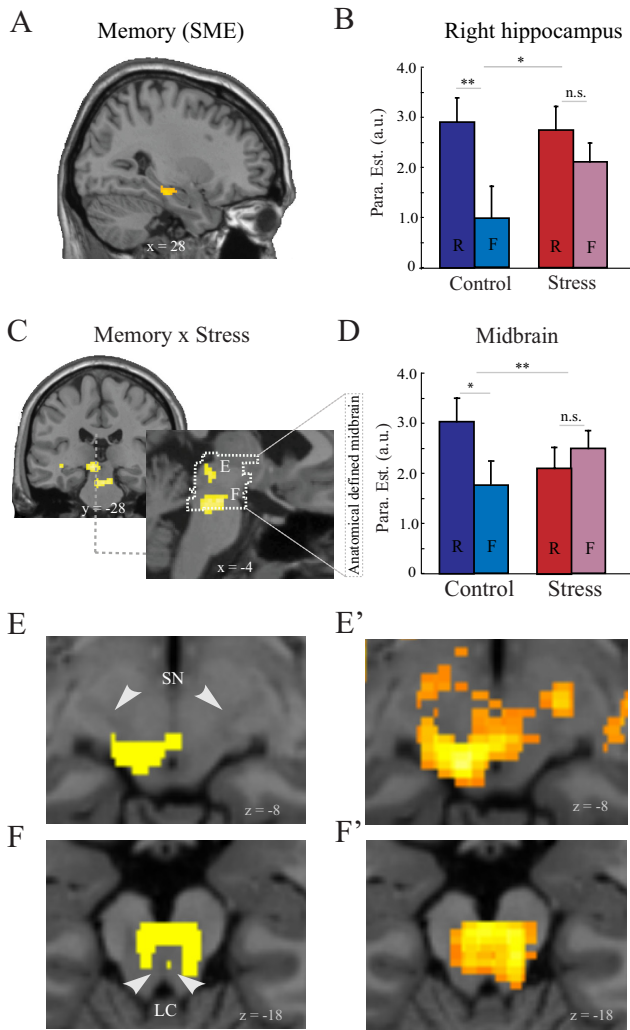 A
Memory (SME)
x = 28
B
Right hippocampus
Para. Est. (a.u.)
4.0
3.0
2.0
1.0
0
**
*
n.s.
R
F
R
F
Control
Stress
C
Memory x Stress
y = -28
E
F
x = -4
Anatomical defined midbrain
D
Midbrain
Para. Est. (a.u.)
4.0
3.0
2.0
1.0
0
*
**
n.s.
R
F
R
F
Control
Stress
E
SN
z = -8
E’
z = -8
F
LC
z = -18
F’
z = -18